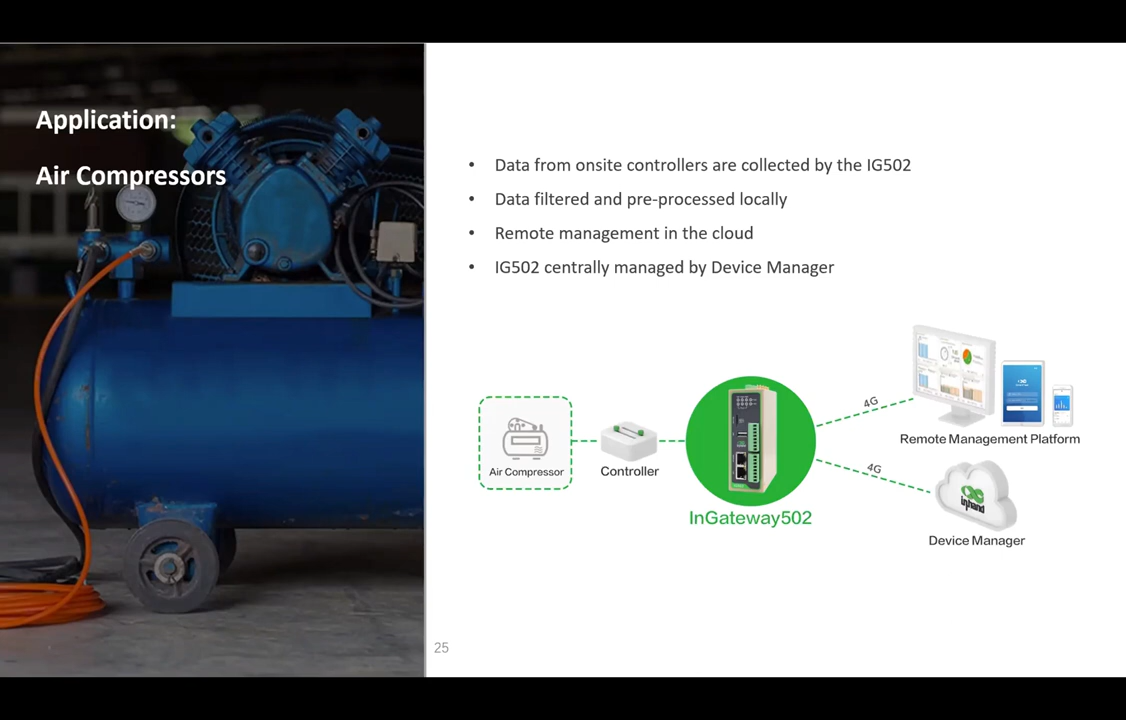 Application:
Air Compressors
• Data from onsite controllers are collected by the IG502
• Data filtered and pre-processed locally
• Remote management in the cloud
• IG502 centrally managed by Device Manager
Air Compressor
Controller
InGateway502
4G
4G
Remote Management Platform
inhand
Device Manager
25